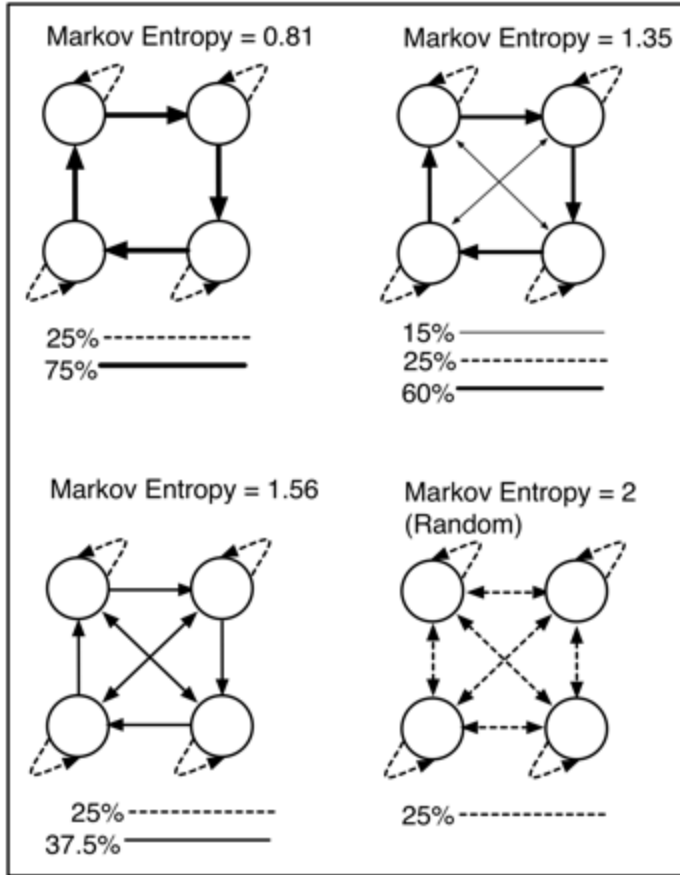 Markov Entropy = 0.81
25%
75%
Markov Entropy = 1.35
15%
25%
60%
Markov Entropy = 1.56
25%
37.5%
Markov Entropy = 2
(Random)
25%